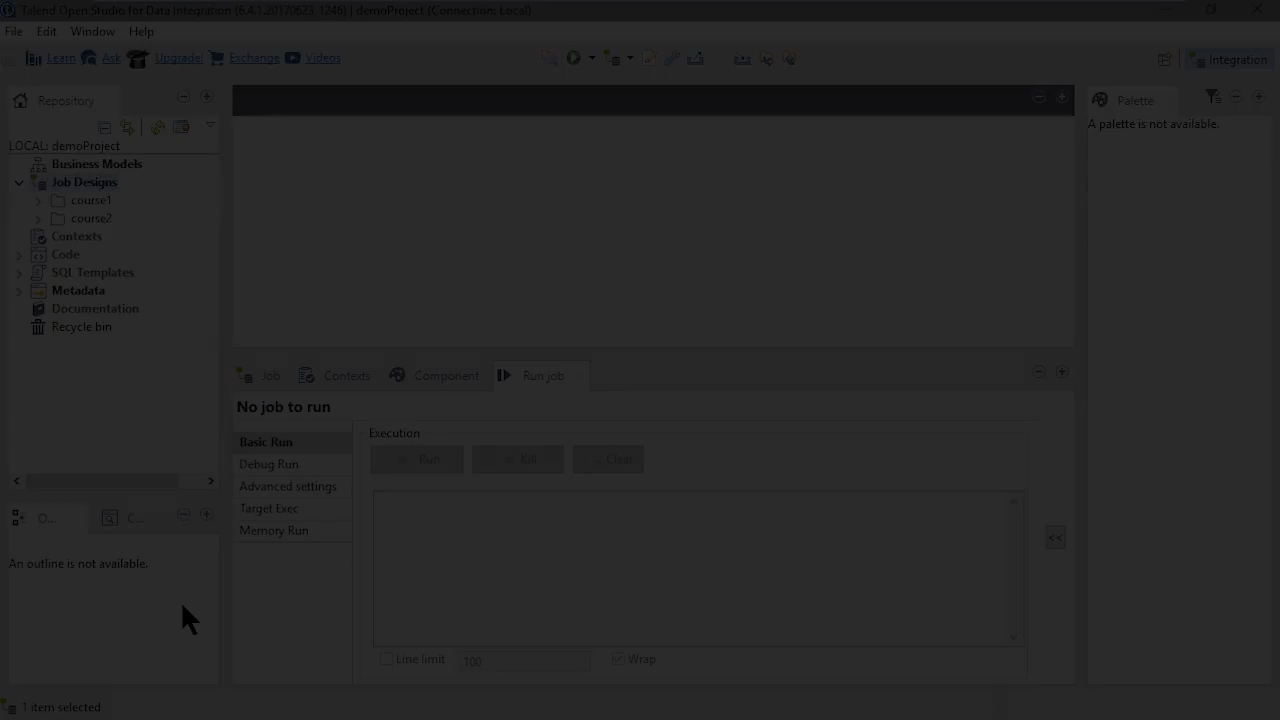 Talend Open Studio for Data Integration (6.4.1.20170623-1246) | demoProject (Connection: Local)
File Edit Window Help
Learn Ask Upgrade! Exchange Videos
Integration
Repository
LOCAL: demoProject
Business Models
Job Designs
course1
course2
Contexts
Code
SQL Templates
Metadata
Documentation
Recycle bin
O... C...
An outline is not available.
Job Contexts Component Run job
No job to run
Basic Run
Debug Run
Advanced settings
Target Exec
Memory Run
Execution
Run Kill Clear
<<
Line limit 100 Wrap
Palette
A palette is not available.
1 item selected